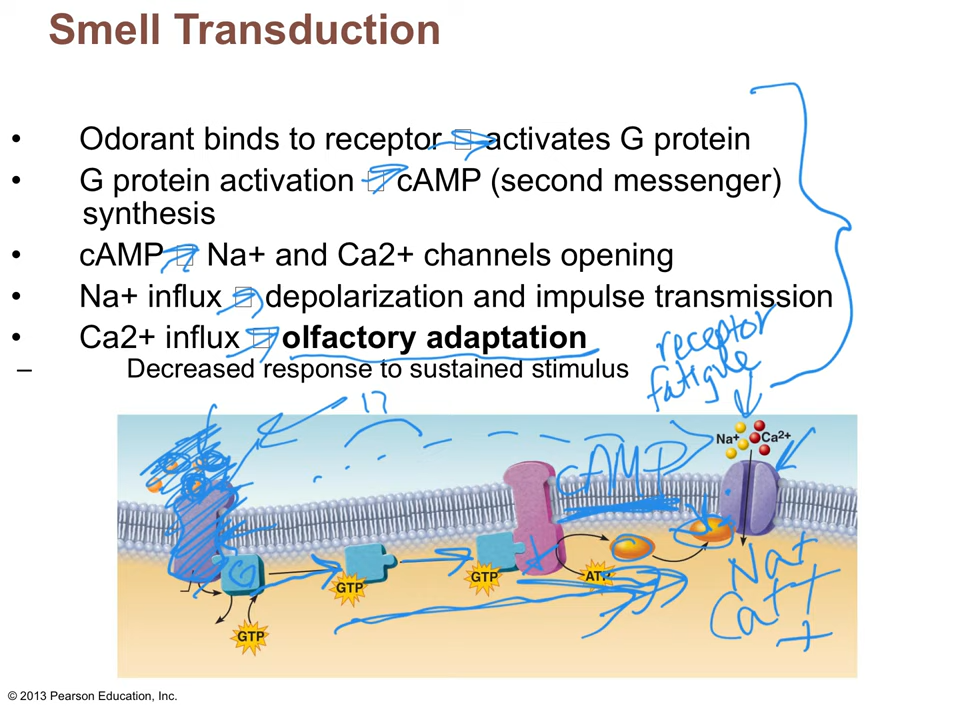 Smell Transduction
• Odorant binds to receptor □ activates G protein
• G protein activation □ cAMP (second messenger)
synthesis
• cAMP □ Na+ and Ca2+ channels opening
• Na+ influx □ depolarization and impulse transmission
• Ca2+ influx □ olfactory adaptation
– Decreased response to sustained stimulus
receptor
fatigue
Na+ Ca2+
cAMP
G
GTP
GTP
ATP
GTP
Na+
Ca++
+
© 2013 Pearson Education, Inc.